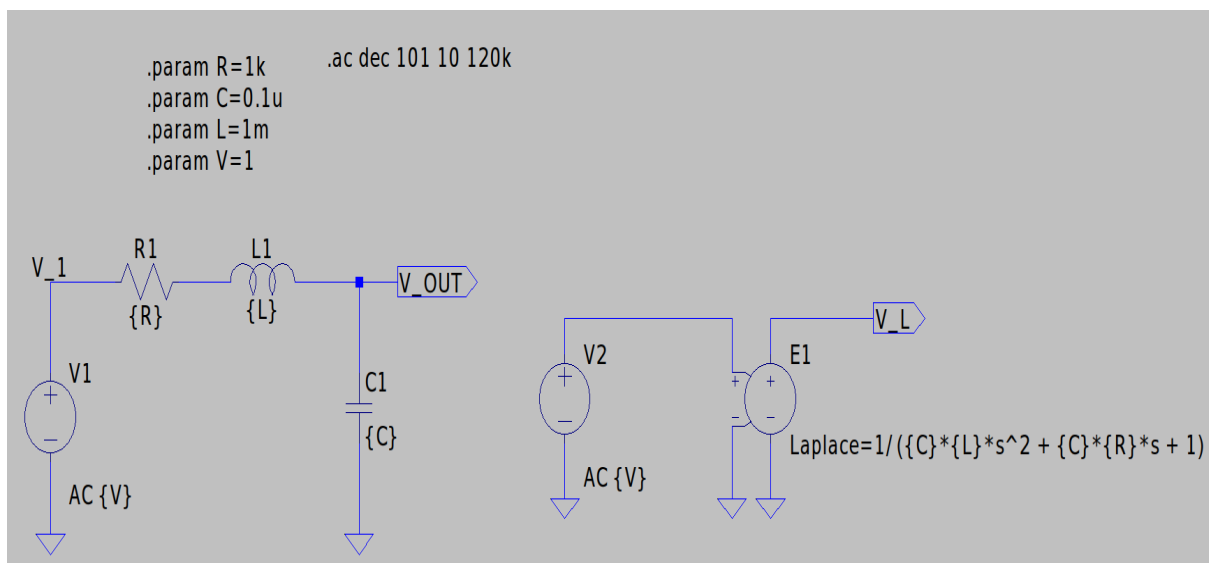 .param R=1k
.param C=0.1u
.param L=1m
.param V=1
.ac dec 101 10 120k
V_1
R1
{R}
L1
{L}
V_OUT
V1
AC {V}
C1
{C}
V2
AC {V}
E1
V_L
Laplace=1/({C}*{L}*s^2 + {C}*{R}*s + 1)